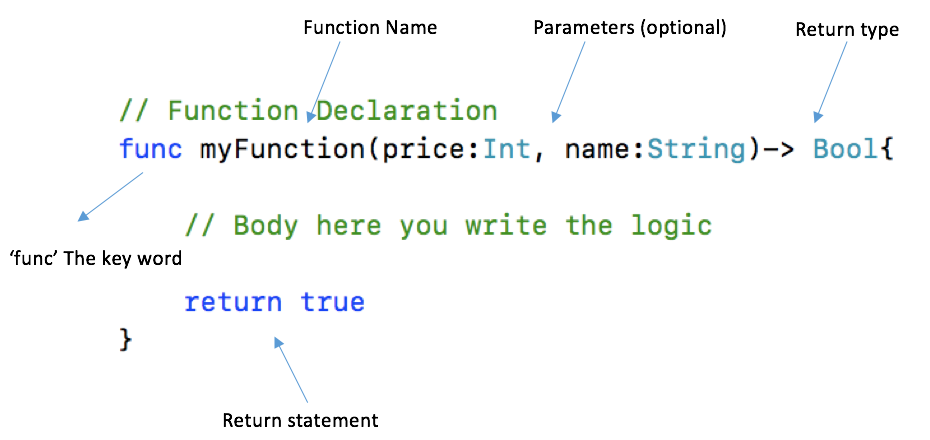 Function Name Parameters (optional) Return type
// Function Declaration
func myFunction(price:Int, name:String)-> Bool{
// Body here you write the logic
‘func’ The key word
return true
}
Return statement